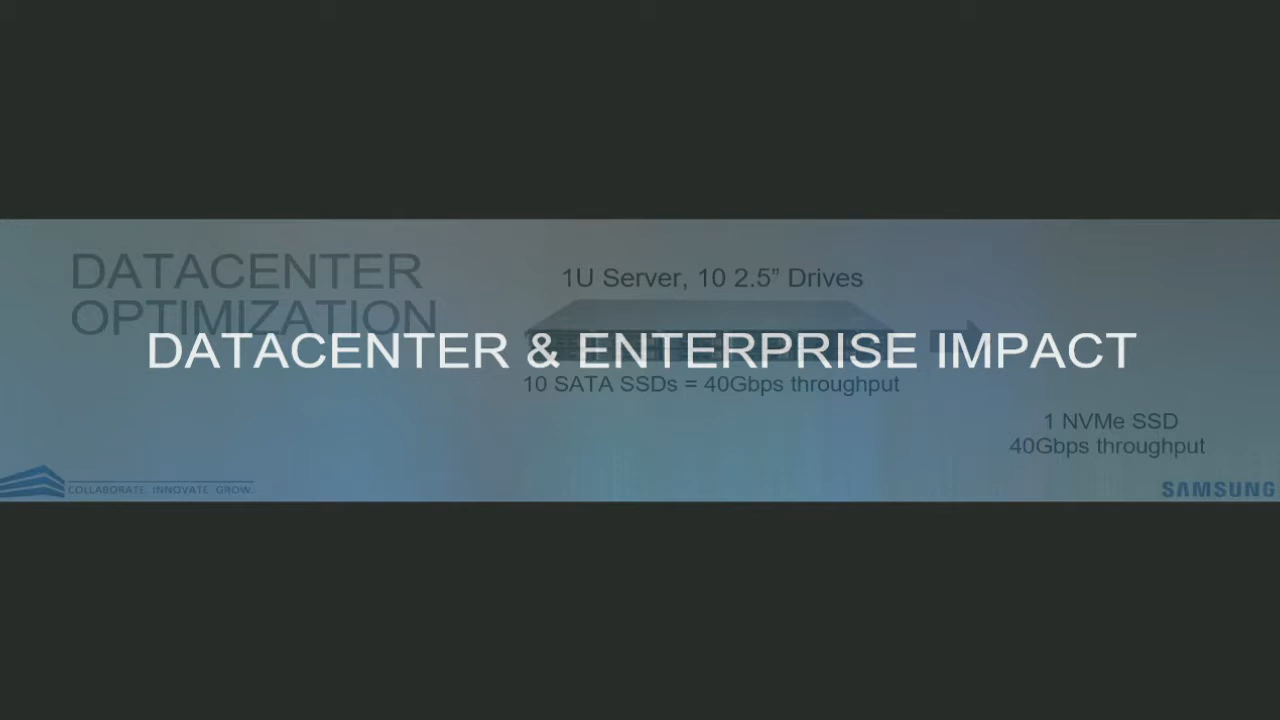 DATACENTER
OPTIMIZATION
1U Server, 10 2.5” Drives
DATACENTER & ENTERPRISE IMPACT
10 SATA SSDs = 40Gbps throughput
1 NVMe SSD
40Gbps throughput
COLLABORATE. INNOVATE. GROW.
SAMSUNG